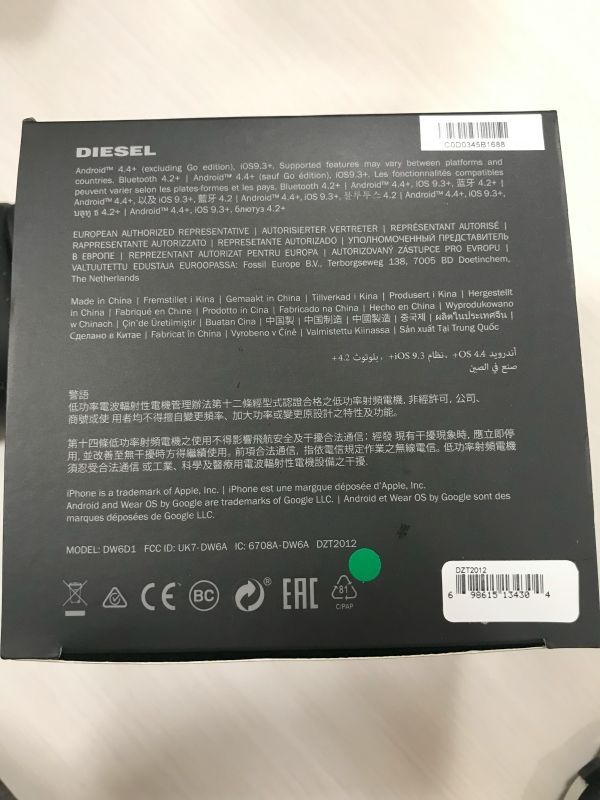 C0D0345B1688
DIESEL
Android™ 4.4+ (excluding Go edition), iOS9.3+. Supported features may vary between platforms and
countries. Bluetooth 4.2+ | Android™ 4.4+ (sauf Go édition), iOS9.3+. Les fonctionnalités compatibles
peuvent varier selon les plates-formes et les pays. Bluetooth 4.2+ | Android™ 4.4+, iOS 9.3+, 蓝牙 4.2+ |
Android™ 4.4+, 以及 iOS 9.3+, 藍牙 4.2 | Android™ 4.4+, iOS 9.3+, 블루투스 4.2 | Android™ 4.4+, iOS 9.3+,
บลูทูธ 4.2+ | Android™ 4.4+, iOS 9.3+, блютуз 4.2+
EUROPEAN AUTHORIZED REPRESENTATIVE | AUTORISIERTER VERTRETER | REPRÉSENTANT AUTORISÉ |
RAPPRESENTANTE AUTORIZZATO | REPRESETANTE AUTORIZADO | УПОЛНОМОЧЕННЫЙ ПРЕДСТАВИТЕЛЬ
В ЕВРОПЕ | REPREZENTANT AUTORIZAT PENTRU EUROPA | AUTORIZOVANÝ ZÁSTUPCE PRO EVROPU |
VALTUUTETTU EDUSTAJA EUROOPASSA: Fossil Europe B.V., Terborgseweg 138, 7005 BD Doetinchem,
The Netherlands
Made in China | Fremstillet i Kina | Gemaakt in China | Tillverkad i Kina | Produsert i Kina | Hergestellt
in China | Fabriqué en Chine | Prodotto in Cina | Fabricado na China | Hecho en China | Wyprodukowano
w Chinach | Çin'de Üretilmiştir | Buatan Cina | 中国製 | 中国制造 | 中國製造 | 중국제 | ผลิตในประเทศจีน |
Сделано в Китае | Fabricat în China | Vyrobeno v Číně | Valmistettu Kiinassa | Sản xuất Tại Trung Quốc
أندرويد OS 4.4+، نظام iOS 9.3+، بلوتوث 4.2+
صنع في الصين
警語
低功率電波輻射性電機管理辦法第十二條經型式認證合格之低功率射頻電機, 非經許可, 公司、
商號或使 用者均不得擅自變更頻率、加大功率或變更原設計之特性及功能。
第十四條低功率射頻電機之使用不得影響飛航安全及干擾合法通信；經發 現有干擾現象時, 應立即停
用, 並改善至無干擾時方得繼續使用。前項合法通信, 指依電信規定作業之無線電信。低功率射頻電機
須忍受合法通信 或工業、科學及醫療用電波輻射性電機設備之干擾.
iPhone is a trademark of Apple, Inc. | iPhone est une margque déposée d'Apple, Inc.
Android and Wear OS by Google are trademarks of Google LLC. | Android et Wear OS by Google sont des
marques déposées de Google LLC.
MODEL: DW6D1 FCC ID: UK7-DW6A IC: 6708A-DW6A DZT2012
CE BC ® EAC 81
C/PAP
DZT2012
6 98615 13430 4